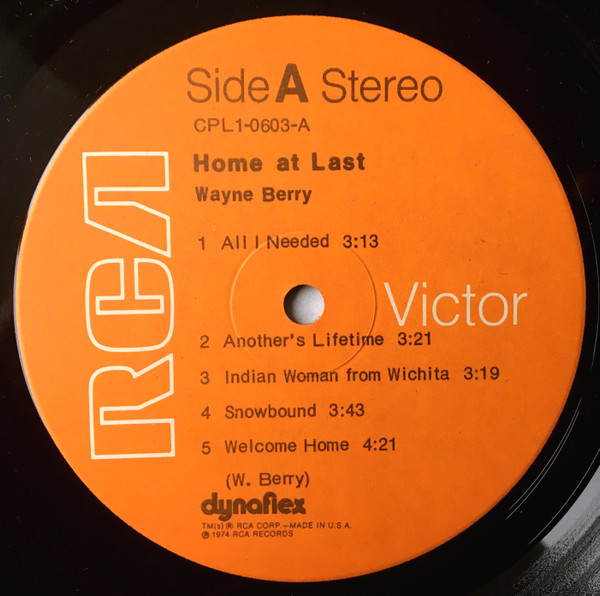 Side A Stereo
CPL1-0603-A
Home at Last
Wayne Berry
1 All I Needed 3:13
RCA Victor
2 Another's Lifetime 3:21
3 Indian Woman from Wichita 3:19
4 Snowbound 3:43
5 Welcome Home 4:21
(W. Berry)
dynaflex
TM(s) ® RCA CORP.—MADE IN U.S.A.
℗ 1974 RCA RECORDS